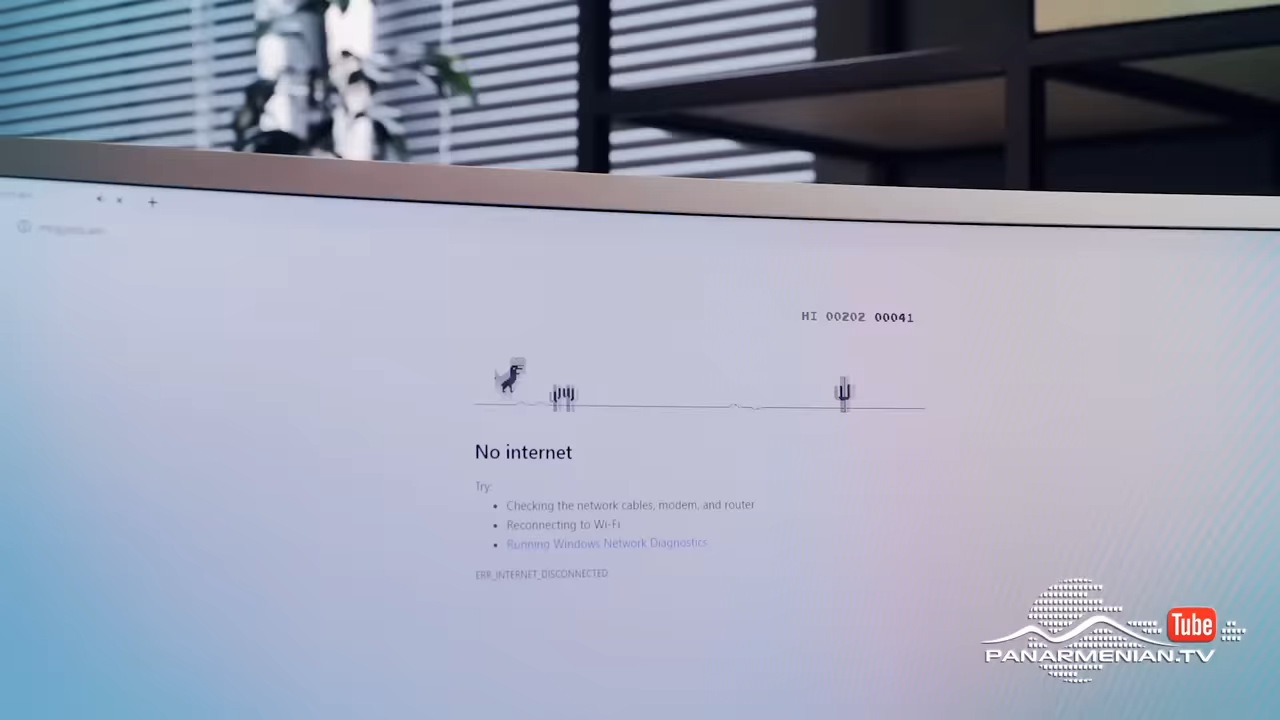 HI 00202 00041
No internet
Try:
Checking the network cables, modem, and router
Reconnecting to Wi-Fi
Running Windows Network Diagnostics
ERR_INTERNET_DISCONNECTED
Tube
PANARMENIAN.TV